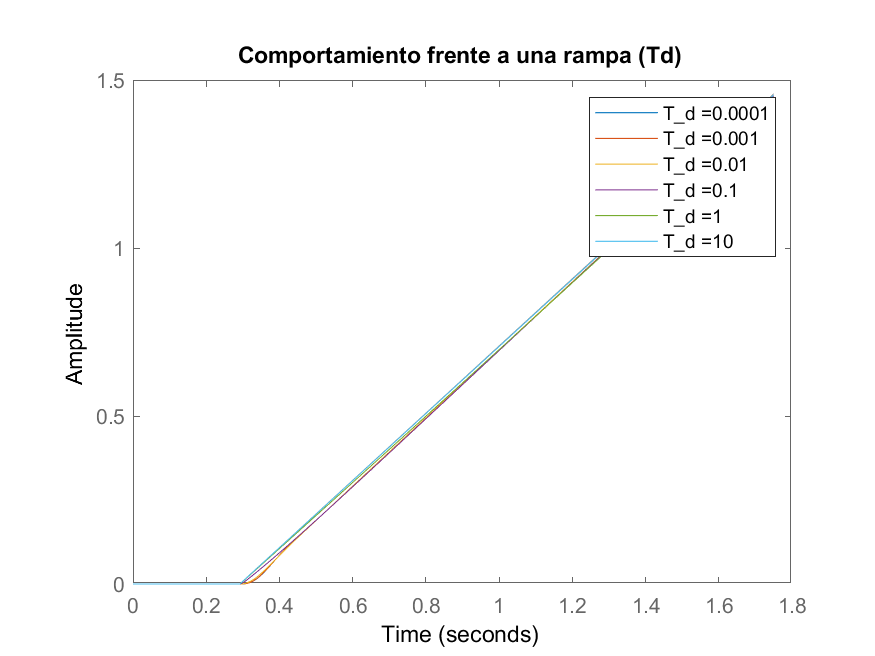 Comportamiento frente a una rampa (Td)
1.5
T_d =0.0001
T_d =0.001
T_d =0.01
T_d =0.1
T_d =1
T_d =10
1
Amplitude
0.5
0
0 0.2 0.4 0.6 0.8 1 1.2 1.4 1.6 1.8
Time (seconds)